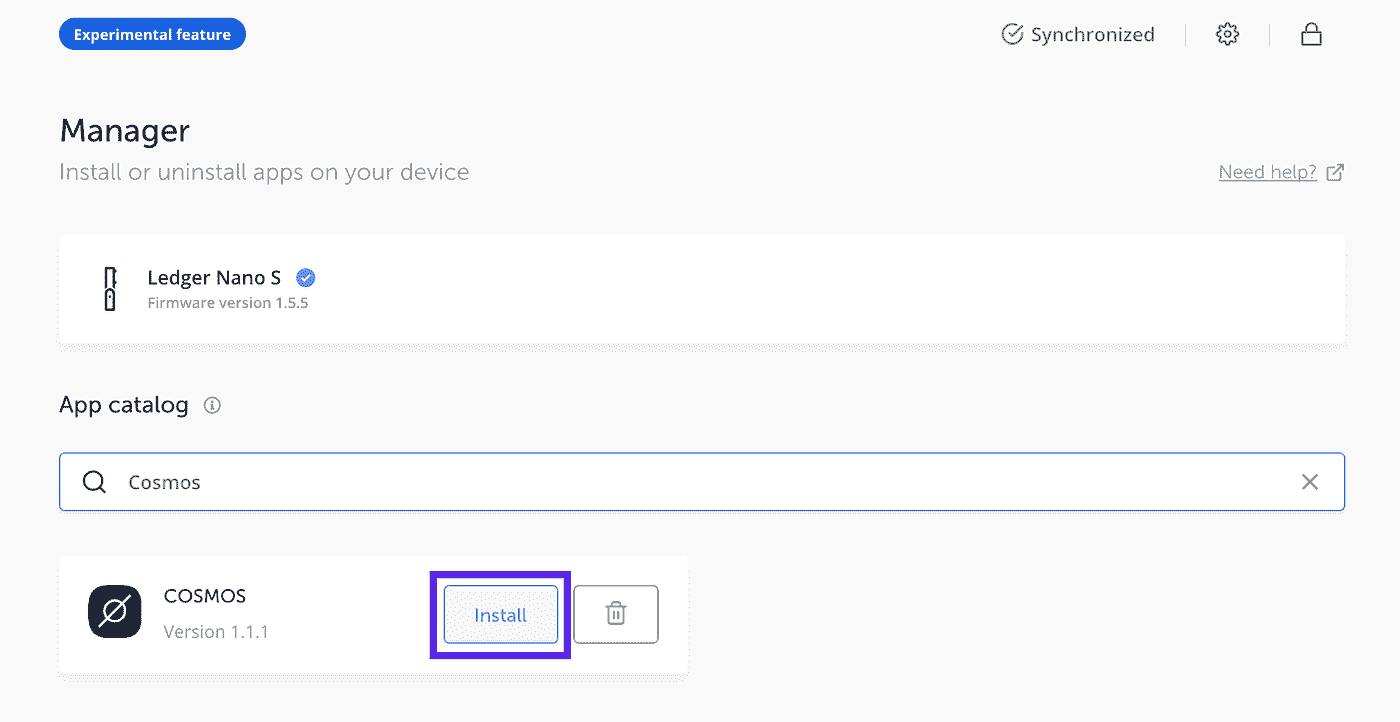 Experimental feature
Synchronized
Manager
Install or uninstall apps on your device
Need help?
Ledger Nano S
Firmware version 1.5.5
App catalog
Cosmos
COSMOS
Version 1.1.1
Install